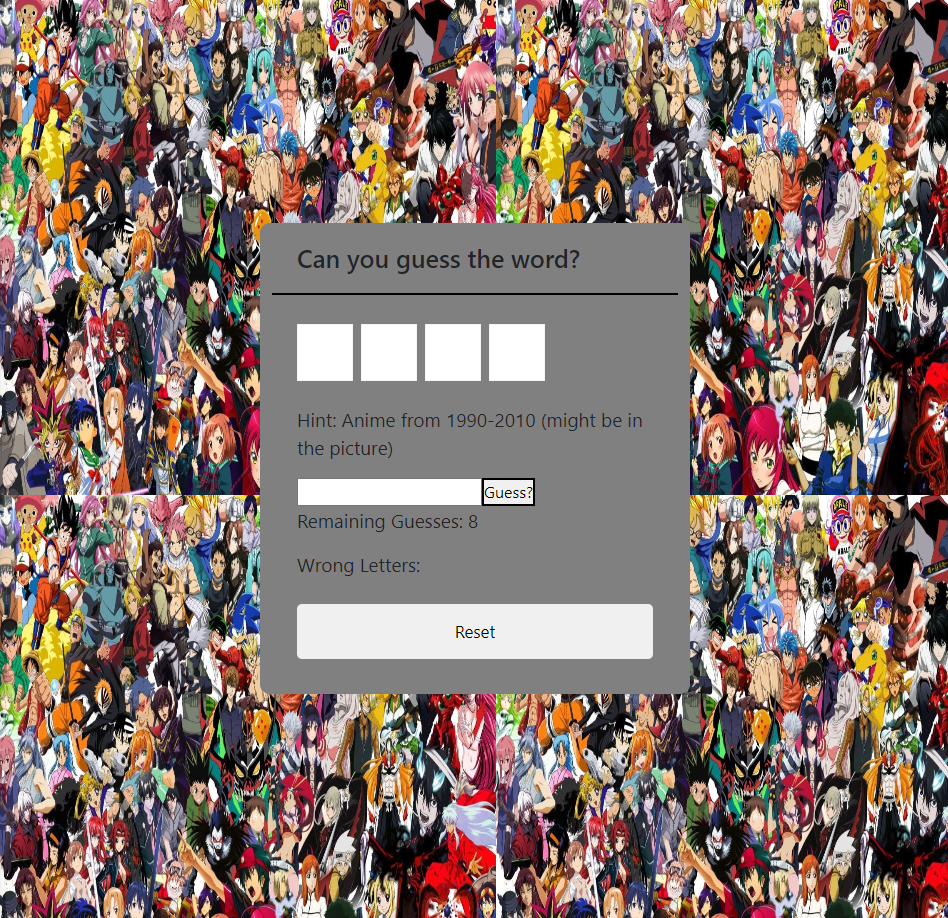 Can you guess the word?
Hint: Anime from 1990-2010 (might be in
the picture)
Guess?
Remaining Guesses: 8
Wrong Letters:
Reset